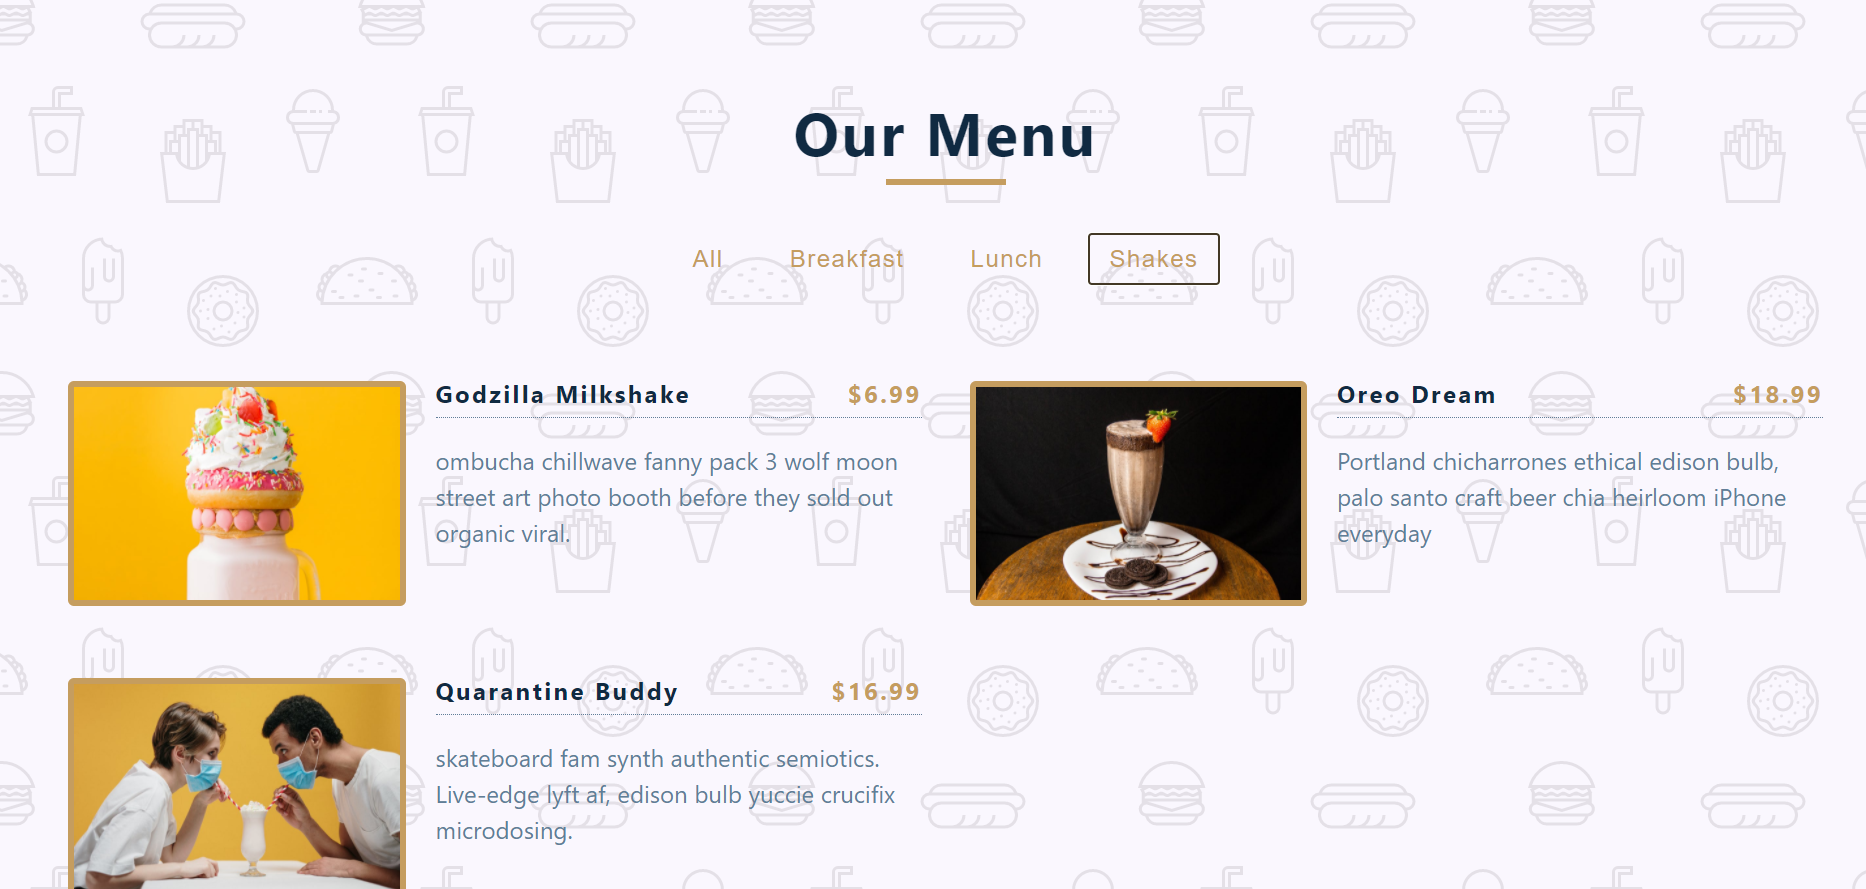 Our Menu
All Breakfast Lunch Shakes
Godzilla Milkshake $6.99
ombucha chillwave fanny pack 3 wolf moon
street art photo booth before they sold out
organic viral.
Oreo Dream $18.99
Portland chicharrones ethical edison bulb,
palo santo craft beer chia heirloom iPhone
everyday
Quarantine Buddy $16.99
skateboard fam synth authentic semiotics.
Live-edge lyft af, edison bulb yuccie crucifix
microdosing.